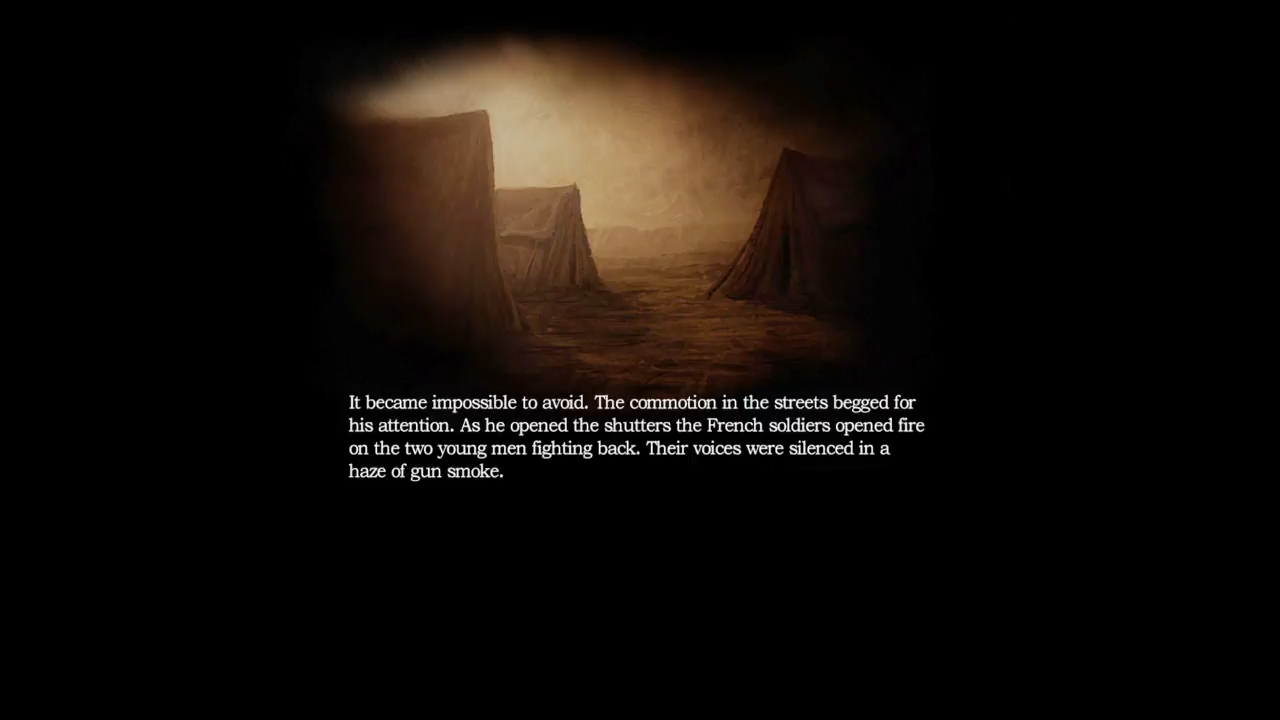 It became impossible to avoid. The commotion in the streets begged for
his attention. As he opened the shutters the French soldiers opened fire
on the two young men fighting back. Their voices were silenced in a
haze of gun smoke.